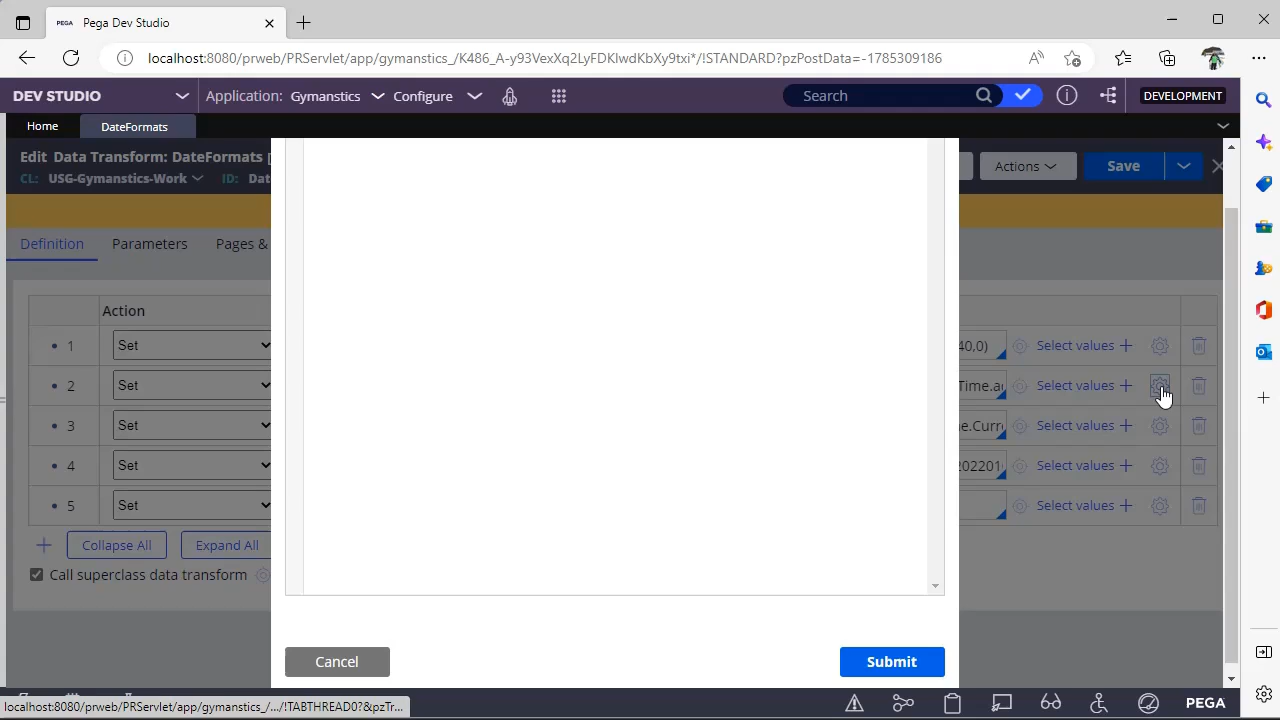 PEGA Pega Dev Studio
localhost:8080/prweb/PRServlet/app/gymanstics_/K486_A-y93VexXq2LyFDKIwdKbXy9txi*/!STANDARD?pzPostData=-1785309186
DEV STUDIO Application: Gymanstics Configure Search DEVELOPMENT
Home DateFormats
Edit Data Transform: DateFormats Actions Save
CL: USG-Gymanstics-Work ID: Dat
Definition Parameters Pages &
Action
1 Set 40,0) Select values
2 Set Time.a Select values
3 Set e.Curr Select values
4 Set 202201 Select values
5 Set Select values
Collapse All Expand All
Call superclass data transform
Cancel Submit
localhost:8080/prweb/PRServlet/app/gymanstics_/.../!TABTHREAD0?&pzTr... PEGA